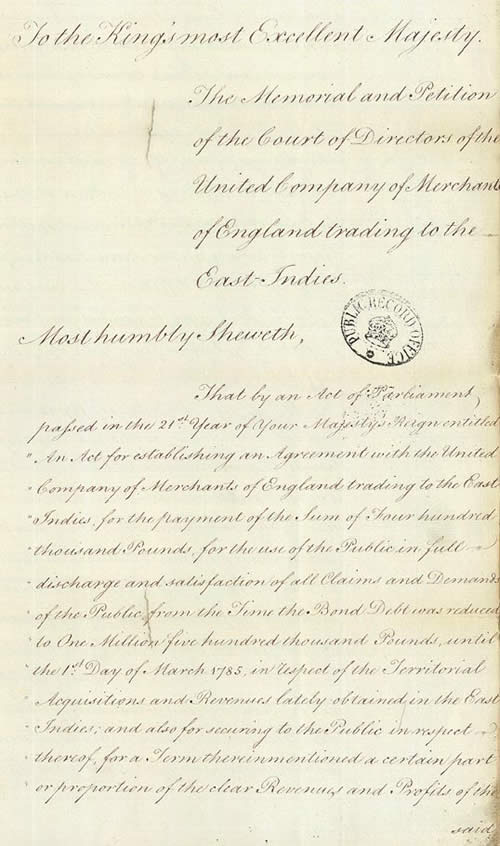 To the King's most Excellent Majesty.
The Memorial and Petition
of the Court of Directors of the
United Company of Merchants
of England trading to the
East-Indies.
PUBLIC RECORD OFFICE
Most humbly Sheweth,
That by an Act of Parliament,
passed in the 21st Year of Your Majesty's Reign entitled
"An Act for establishing an Agreement with the United
"Company of Merchants of England trading to the East
"Indies, for the payment of the Sum of Four hundred
"thousand Pounds, for the use of the Public in full
"discharge and satisfaction of all Claims and Demands
"of the Public, from the Time the Bond Debt was reduced
"to One Million five hundred thousand Pounds, until
"the 1st Day of March 1783, in respect of the Territorial
"Acquisitions and Revenues lately obtained in the East
"Indies; and also for securing to the Public in respect
"thereof, for a Term therein mentioned a certain part
"or proportion of the clear Revenues and Profits of the
said